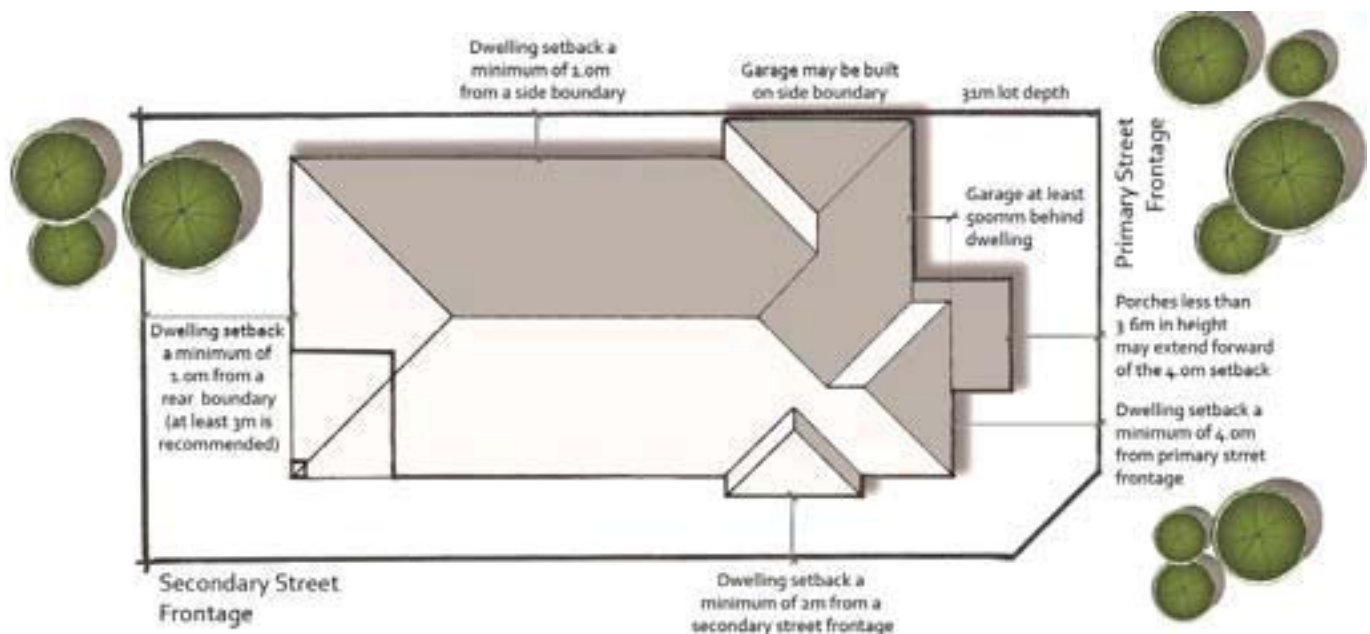 Dwelling setback a
minimum of 1.0m
from a side boundary
Garage may be built
on side boundary
31m lot depth
Primary Street
Frontage
Garage at least
500mm behind
dwelling
Porches less than
3.6m in height
may extend forward
of the 4.0m setback
Dwelling setback
a minimum of
1.0m from a
rear boundary
(at least 3m is
recommended)
Dwelling setback a
minimum of 4.0m
from primary strret
frontage
Secondary Street
Frontage
Dwelling setback a
minimum of 2m from a
secondary street frontage